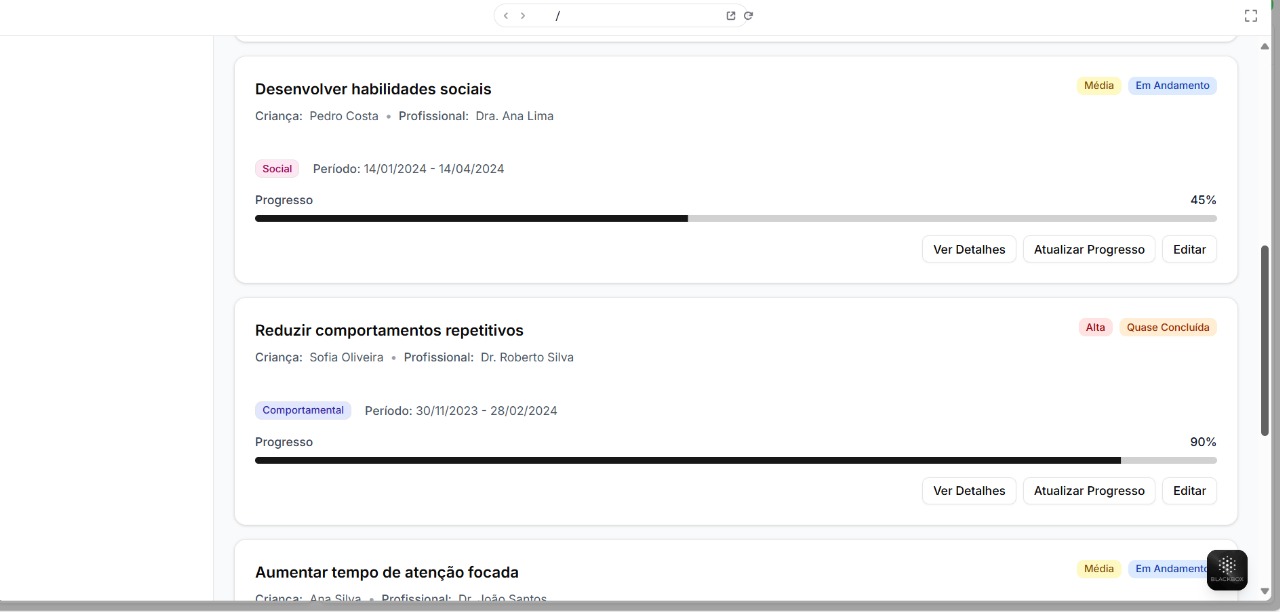 /
Desenvolver habilidades sociais
Média Em Andamento
Criança: Pedro Costa • Profissional: Dra. Ana Lima
Social Período: 14/01/2024 - 14/04/2024
Progresso 45%
Ver Detalhes Atualizar Progresso Editar
Reduzir comportamentos repetitivos
Alta Quase Concluída
Criança: Sofia Oliveira • Profissional: Dr. Roberto Silva
Comportamental Período: 30/11/2023 - 28/02/2024
Progresso 90%
Ver Detalhes Atualizar Progresso Editar
Aumentar tempo de atenção focada
Média Em Andamento
Criança: Ana Silva • Profissional: Dr. João Santos
BLACKBOX